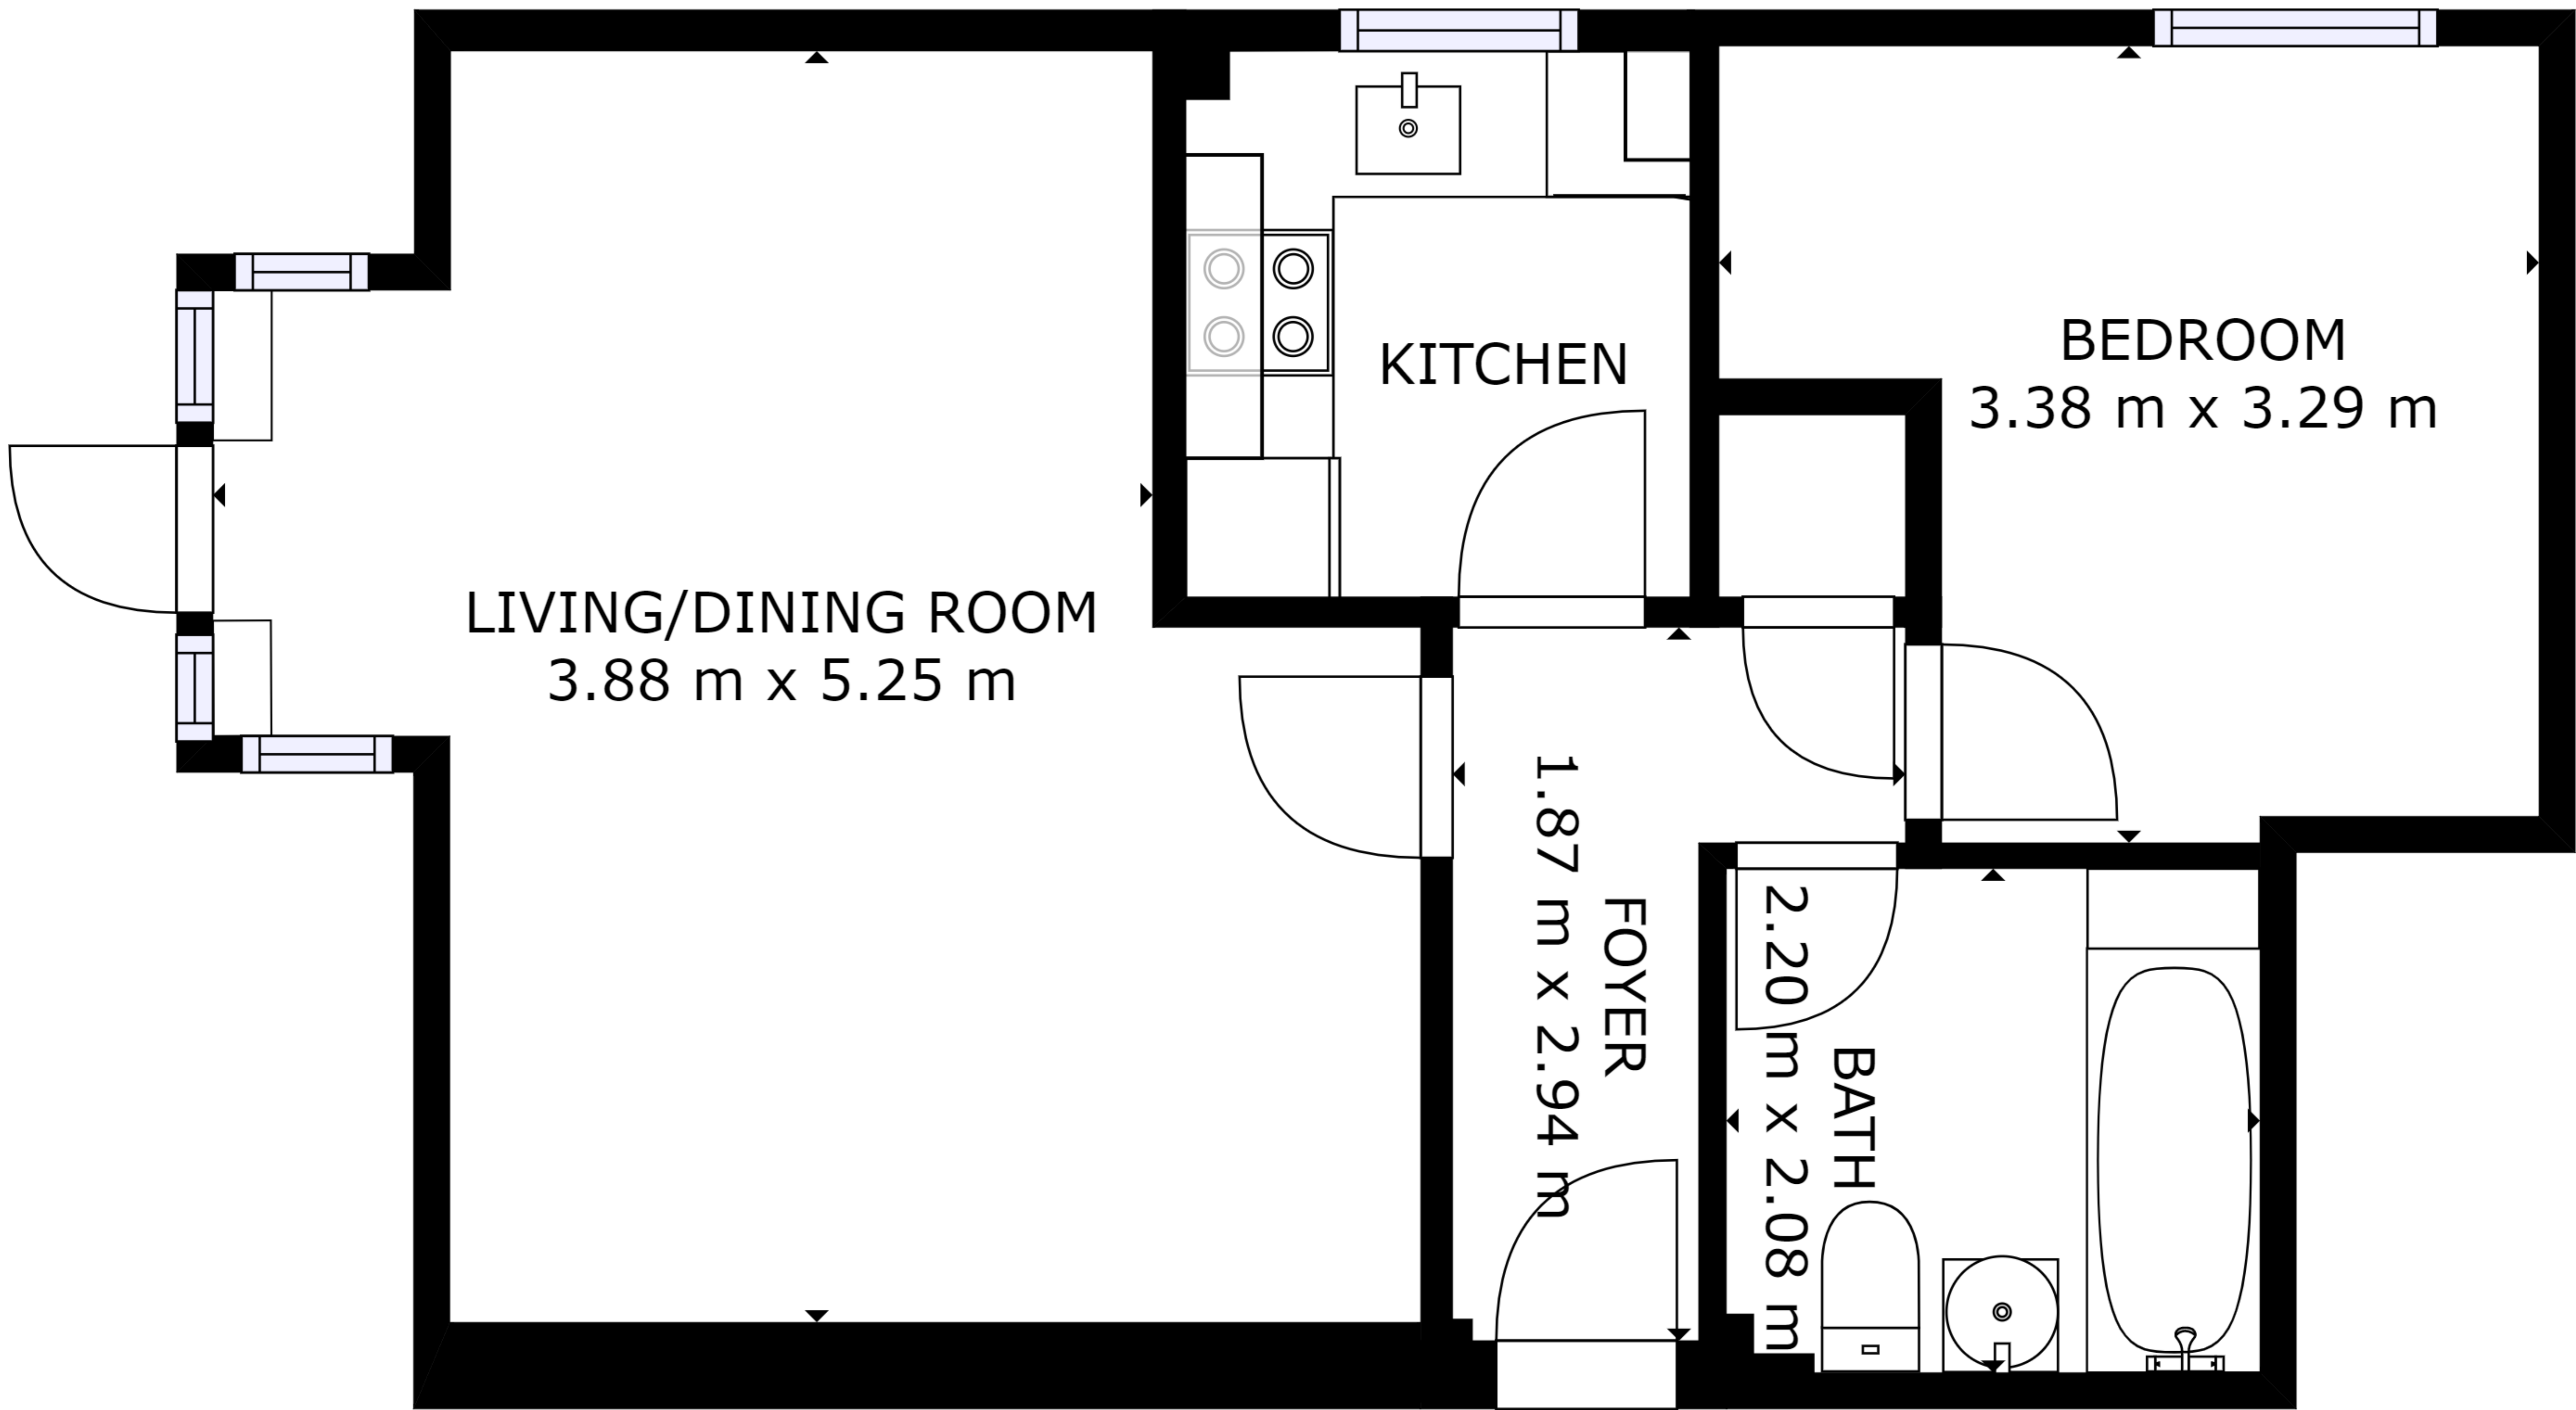 KITCHEN
BEDROOM
3.38 m x 3.29 m
LIVING/DINING ROOM
3.88 m x 5.25 m
FOYER
1.87 m x 2.94 m
BATH
2.20 m x 2.08 m